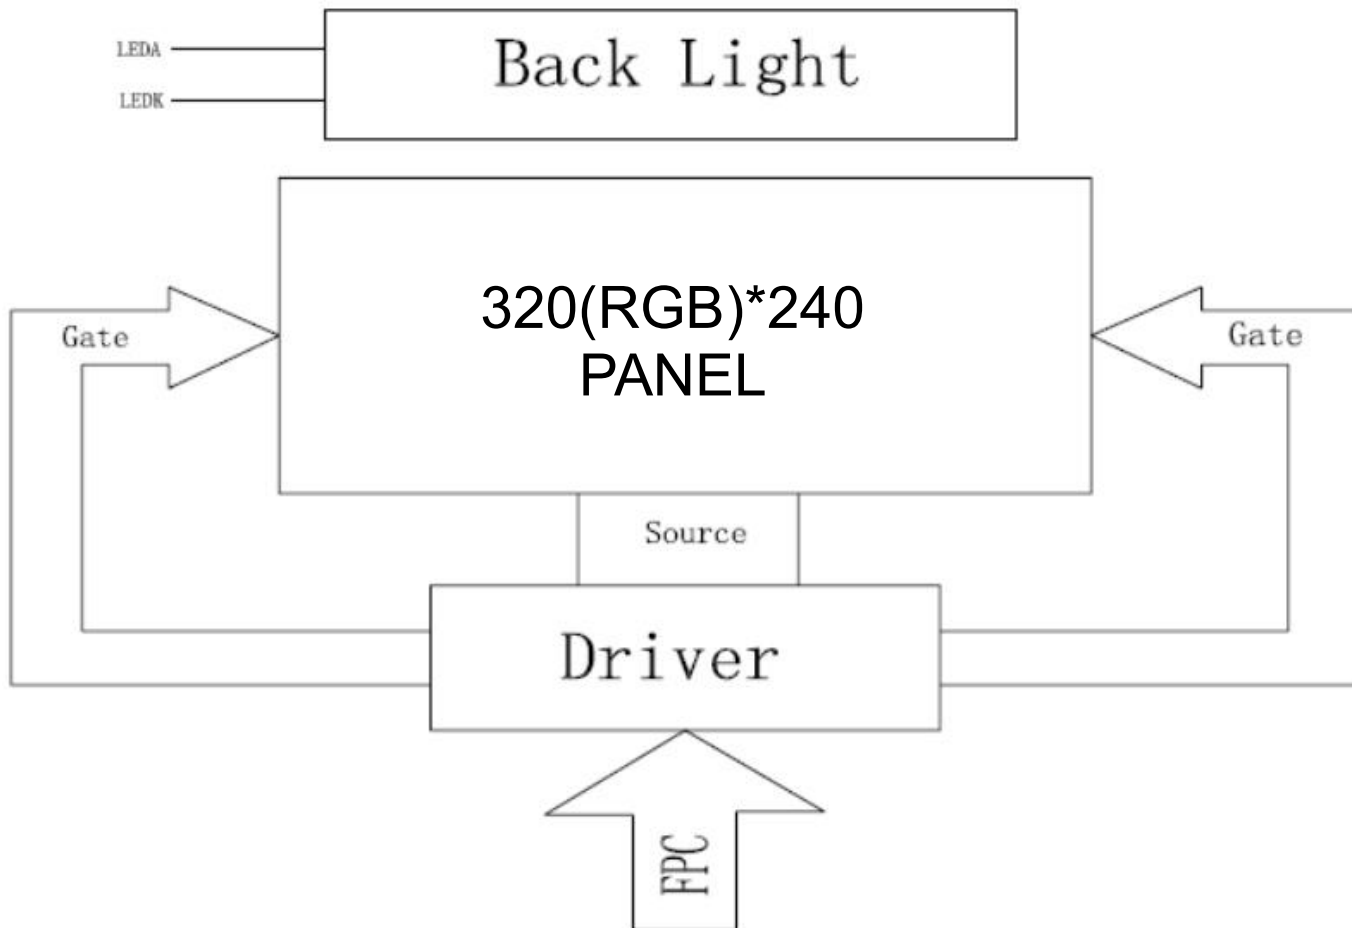 LEDA
LEDK
Back Light
320(RGB)*240
PANEL
Gate
Gate
Source
Driver
FPC